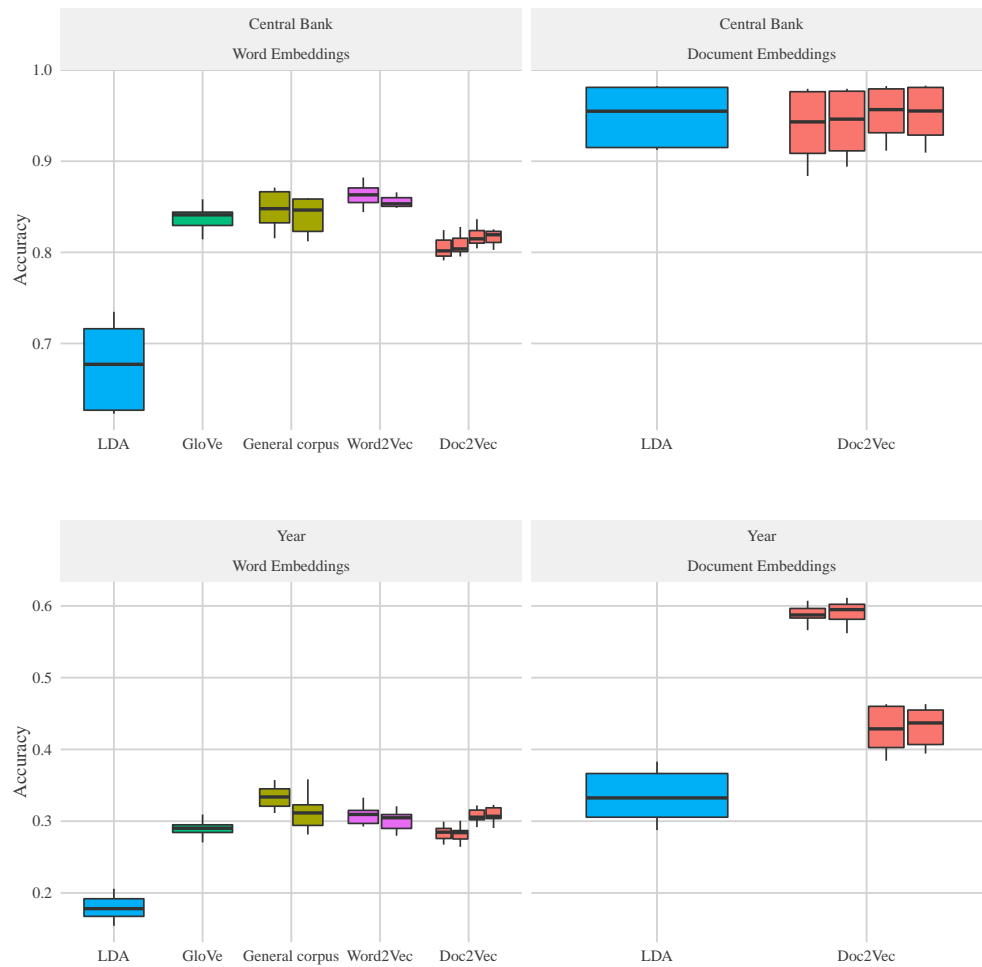 Central Bank
Word Embeddings
Central Bank
Document Embeddings
Accuracy
1.0
0.9
0.8
0.7
LDA GloVe General corpus Word2Vec Doc2Vec
LDA Doc2Vec
Year
Word Embeddings
Year
Document Embeddings
Accuracy
0.6
0.5
0.4
0.3
0.2
LDA GloVe General corpus Word2Vec Doc2Vec
LDA Doc2Vec